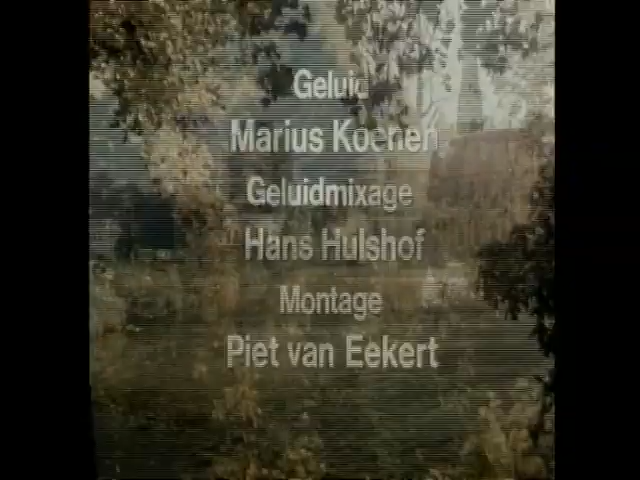 Geluid
Marius Koenen
Geluidmixage
Hans Hulshof
Montage
Piet van Eekert